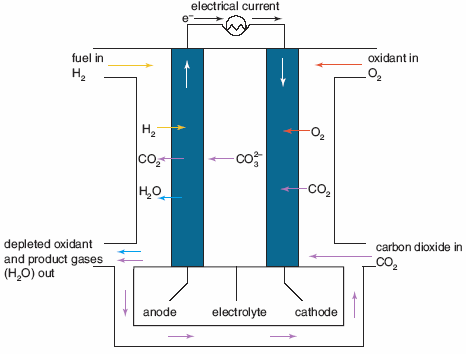 electrical current
e⁻
fuel in
H₂
oxidant in
O₂
H₂
O₂
CO₂
CO₃²⁻
CO₂
H₂O
depleted oxidant
and product gases
(H₂O) out
carbon dioxide in
CO₂
anode
electrolyte
cathode